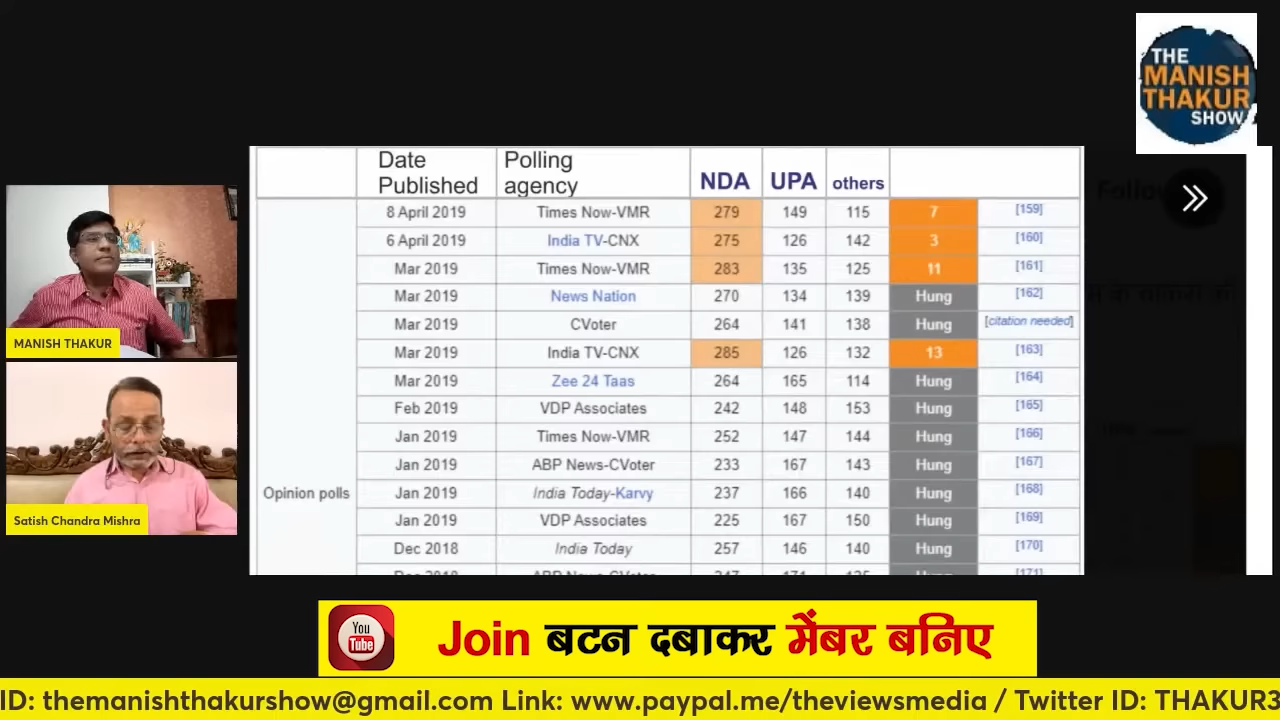 THE
MANISH
THAKUR
SHOW
Date Published Polling agency NDA UPA others
8 April 2019 Times Now-VMR 279 149 115 7 [159]
6 April 2019 India TV-CNX 275 126 142 3 [160]
Mar 2019 Times Now-VMR 283 135 125 11 [161]
Mar 2019 News Nation 270 134 139 Hung [162]
Mar 2019 CVoter 264 141 138 Hung [citation needed]
Mar 2019 India TV-CNX 285 126 132 13 [163]
Mar 2019 Zee 24 Taas 264 165 114 Hung [164]
Feb 2019 VDP Associates 242 148 153 Hung [165]
Jan 2019 Times Now-VMR 252 147 144 Hung [166]
Jan 2019 ABP News-CVoter 233 167 143 Hung [167]
Opinion polls Jan 2019 India Today-Karvy 237 166 140 Hung [168]
Jan 2019 VDP Associates 225 167 150 Hung [169]
Dec 2018 India Today 257 146 140 Hung [170]
Follow
MANISH THAKUR
Satish Chandra Mishra
You
Tube
Join बटन दबाकर मेंबर बनिए
ID: themanishthakurshow@gmail.com Link: www.paypal.me/theviewsmedia / Twitter ID: THAKUR3